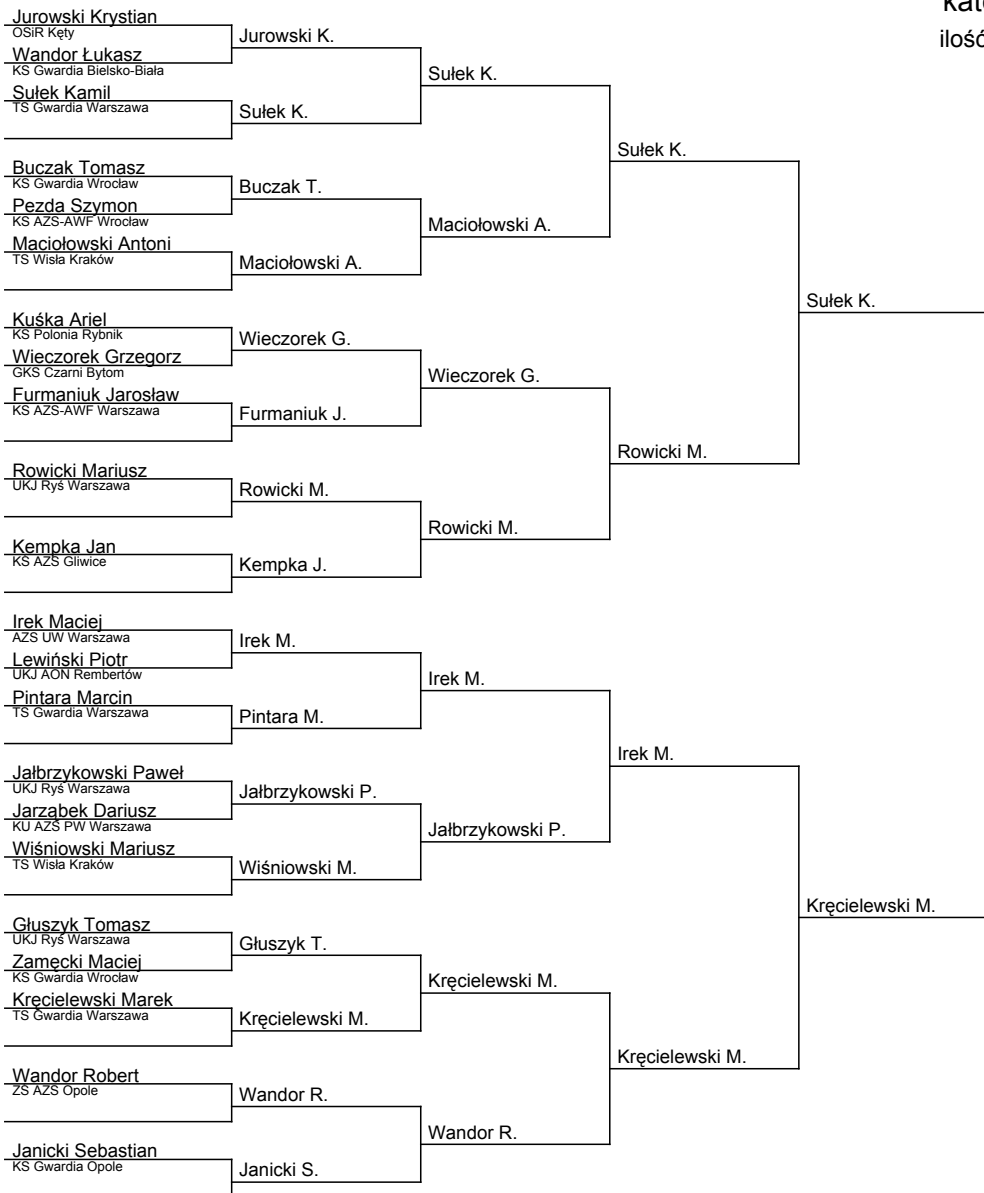 kat
ilość
Jurowski Krystian
OSiR Kęty
Wandor Łukasz
KS Gwardia Bielsko-Biała
Sułek Kamil
TS Gwardia Warszawa
Buczak Tomasz
KS Gwardia Wrocław
Pezda Szymon
KS AZS-AWF Wrocław
Maciołowski Antoni
TS Wisła Kraków
Kuśka Ariel
KS Polonia Rybnik
Wieczorek Grzegorz
GKS Czarni Bytom
Furmaniuk Jarosław
KS AZS-AWF Warszawa
Rowicki Mariusz
UKJ Ryś Warszawa
Kempka Jan
KS AZS Gliwice
Irek Maciej
AZS UW Warszawa
Lewiński Piotr
UKJ AON Rembertów
Pintara Marcin
TS Gwardia Warszawa
Jałbrzykowski Paweł
UKJ Ryś Warszawa
Jarząbek Dariusz
KU AZS PW Warszawa
Wiśniowski Mariusz
TS Wisła Kraków
Głuszyk Tomasz
UKJ Ryś Warszawa
Zamęcki Maciej
KS Gwardia Wrocław
Kręcielewski Marek
TS Gwardia Warszawa
Wandor Robert
ZS AZS Opole
Janicki Sebastian
KS Gwardia Opole
Jurowski K.
Sułek K.
Buczak T.
Maciołowski A.
Wieczorek G.
Furmaniuk J.
Rowicki M.
Kempka J.
Irek M.
Pintara M.
Jałbrzykowski P.
Wiśniowski M.
Głuszyk T.
Kręcielewski M.
Wandor R.
Janicki S.
Sułek K.
Maciołowski A.
Wieczorek G.
Rowicki M.
Irek M.
Jałbrzykowski P.
Kręcielewski M.
Wandor R.
Sułek K.
Rowicki M.
Irek M.
Kręcielewski M.
Sułek K.
Kręcielewski M.